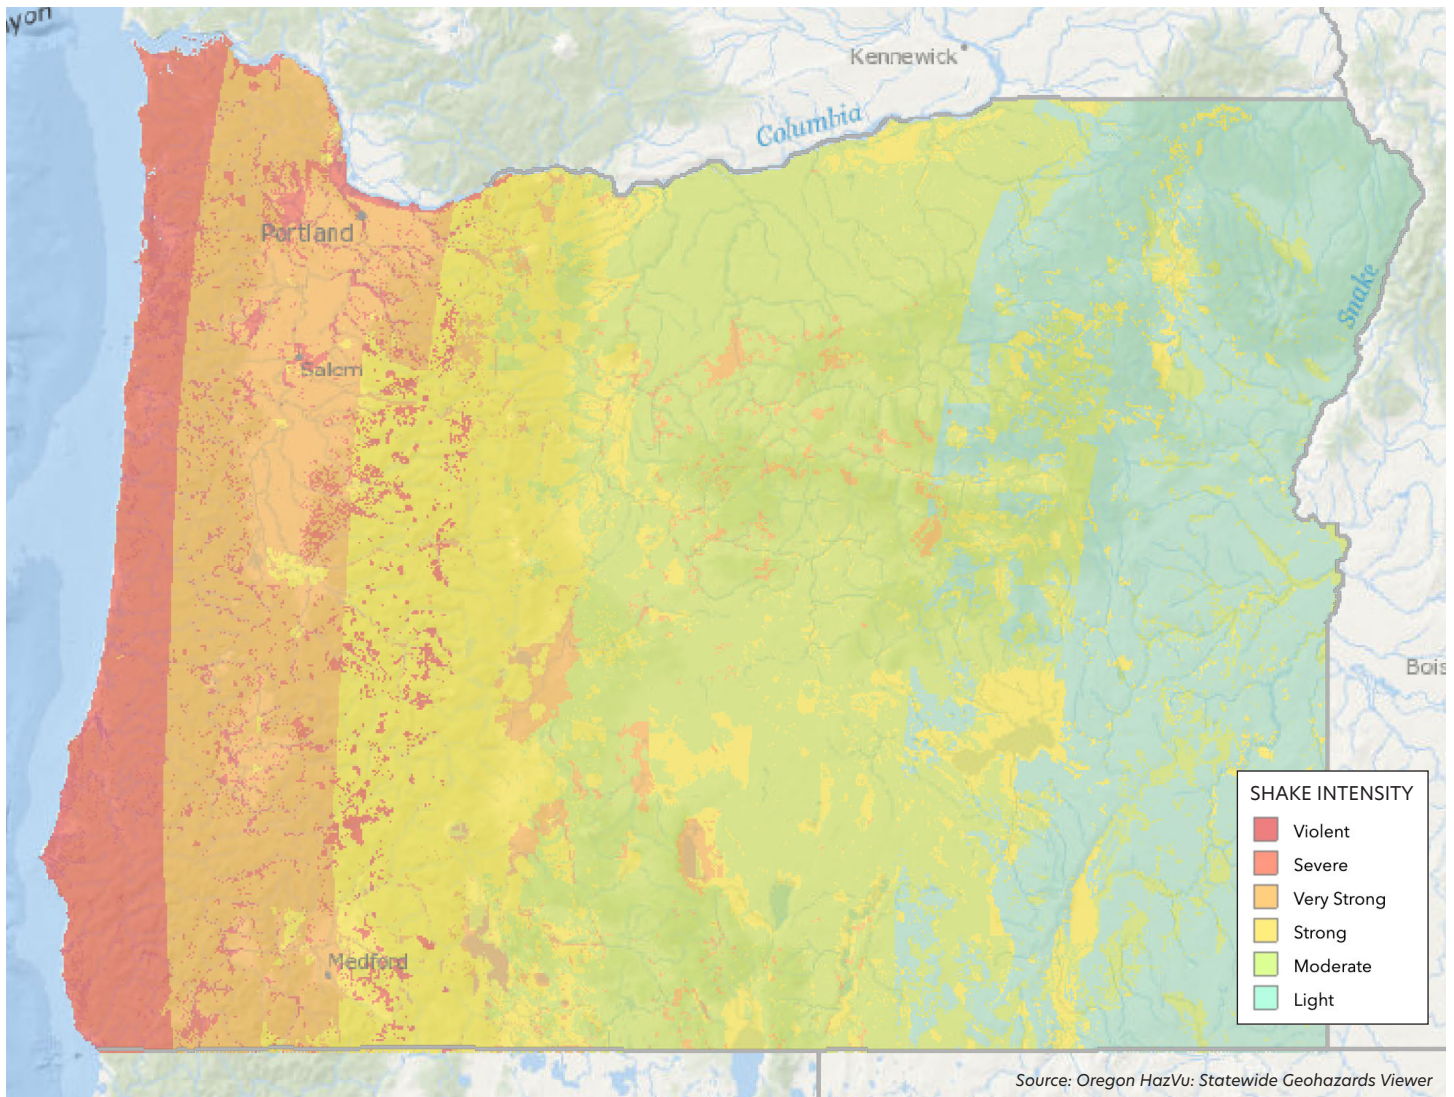 yon
Kennewick
Columbia
Portland
Snake
Salem
Bois
SHAKE INTENSITY
Violent
Severe
Very Strong
Strong
Moderate
Light
Medford
Source: Oregon HazVu: Statewide Geohazards Viewer